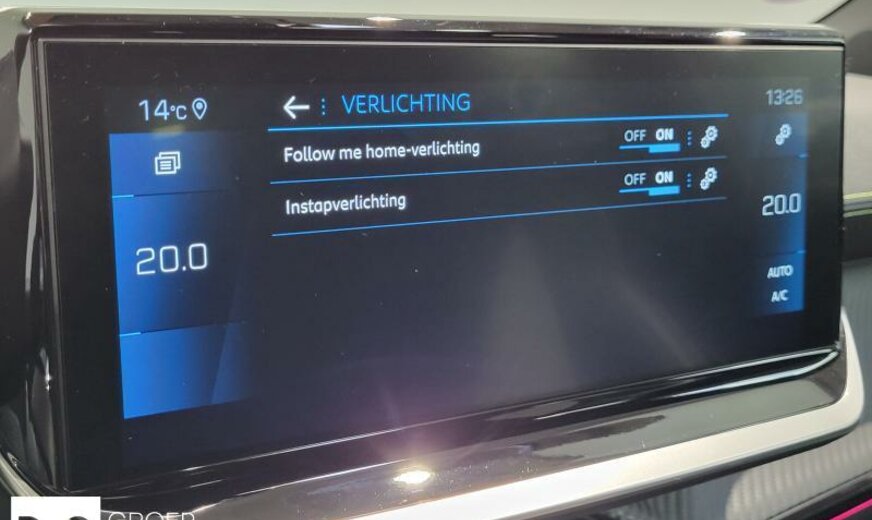 14°C
VERLICHTING
13:26
Follow me home-verlichting
OFF ON
Instapverlichting
OFF ON
20.0
20.0
AUTO
A/C
GROEP